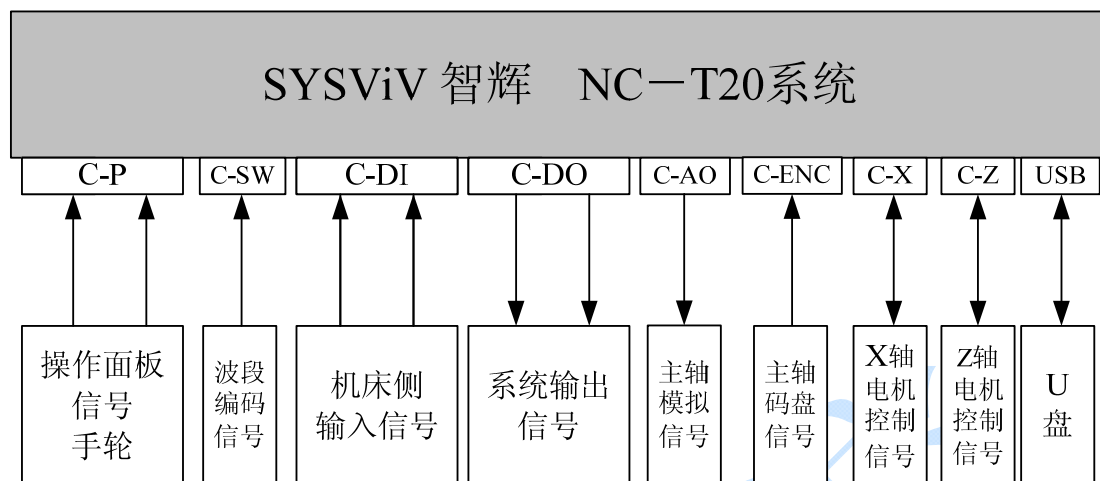 SYSViV 智辉 NC－T20系统
C-P
C-SW
C-DI
C-DO
C-AO
C-ENC
C-X
C-Z
USB
操作面板
信号
手轮
波段
编码
信号
机床侧
输入信号
系统输出
信号
主轴
模拟
信号
主轴
码盘
信号
X轴
电机
控制
信号
Z轴
电机
控制
信号
U
盘